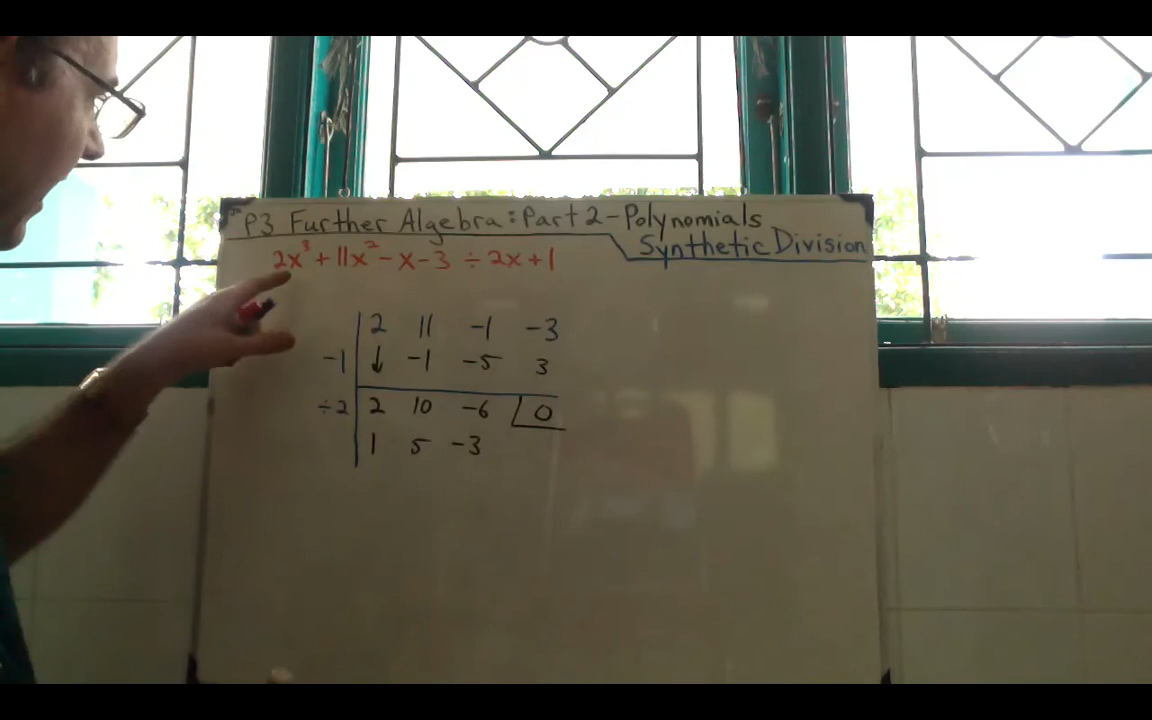 P3 Further Algebra: Part 2 - Polynomials
Synthetic Division
2x³ + 11x² - x - 3 ÷ 2x + 1
2 11 -1 -3
-1 ↓ -1 -5 3
÷2 2 10 -6 0
1 5 -3